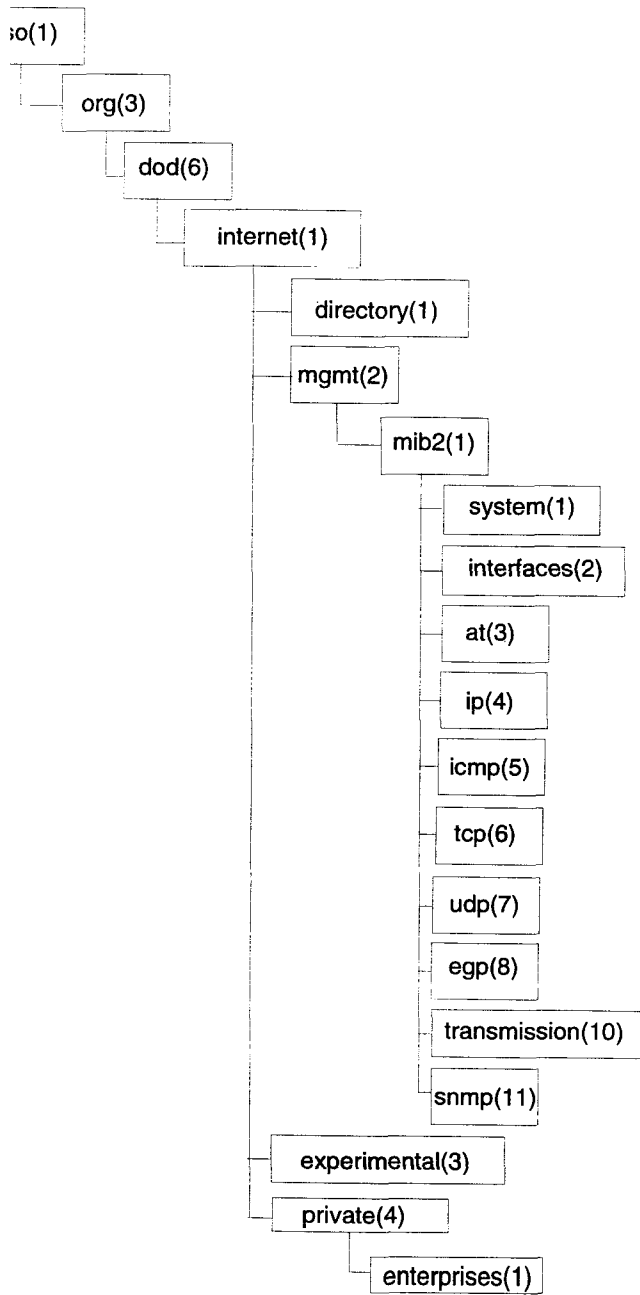 so(1)
org(3)
dod(6)
internet(1)
directory(1)
mgmt(2)
mib2(1)
system(1)
interfaces(2)
at(3)
ip(4)
icmp(5)
tcp(6)
udp(7)
egp(8)
transmission(10)
snmp(11)
experimental(3)
private(4)
enterprises(1)